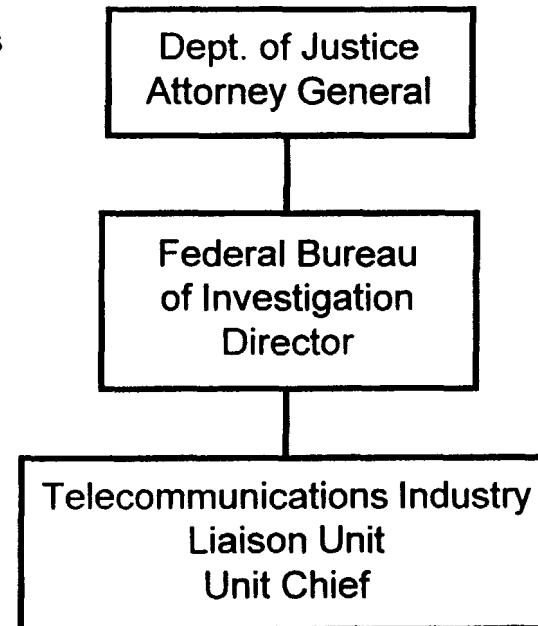 s
Dept. of Justice
Attorney General
Federal Bureau
of Investigation
Director
Telecommunications Industry
Liaison Unit
Unit Chief